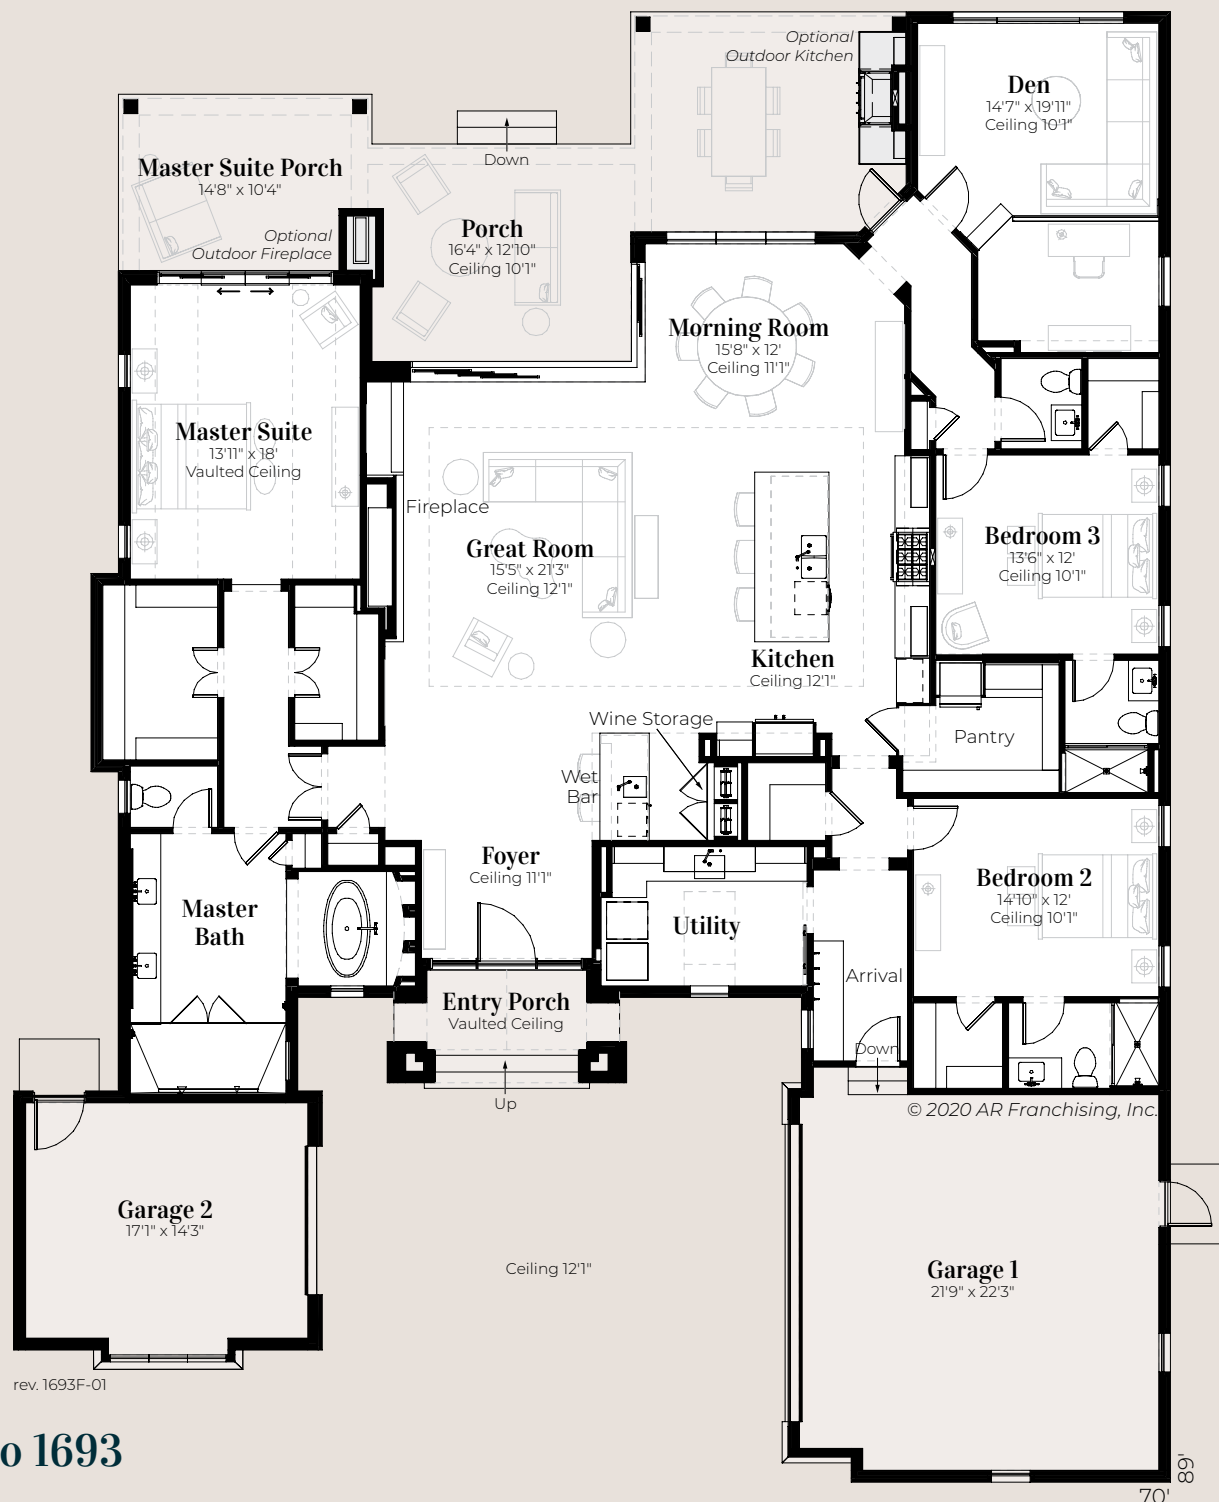 Optional
Outdoor Kitchen
Den
14'7" x 19'11"
Ceiling 10'1"
Master Suite Porch
14'8" x 10'4"
Down
Optional
Outdoor Fireplace
Porch
16'4" x 12'10"
Ceiling 10'1"
Morning Room
15'8" x 12'
Ceiling 11'1"
Master Suite
13'11" x 18'
Vaulted Ceiling
Fireplace
Great Room
15'5" x 21'3"
Ceiling 12'1"
Bedroom 3
13'6" x 12'
Ceiling 10'1"
Kitchen
Ceiling 12'1"
Wine Storage
Pantry
Wet
Bar
Foyer
Ceiling 11'1"
Bedroom 2
14'10" x 12'
Ceiling 10'1"
Master
Bath
Utility
Arrival
Entry Porch
Vaulted Ceiling
Down
Up
© 2020 AR Franchising, Inc.
Garage 2
17'1" x 14'3"
Ceiling 12'1"
Garage 1
21'9" x 22'3"
rev. 1693F-01
o 1693
89'
70'